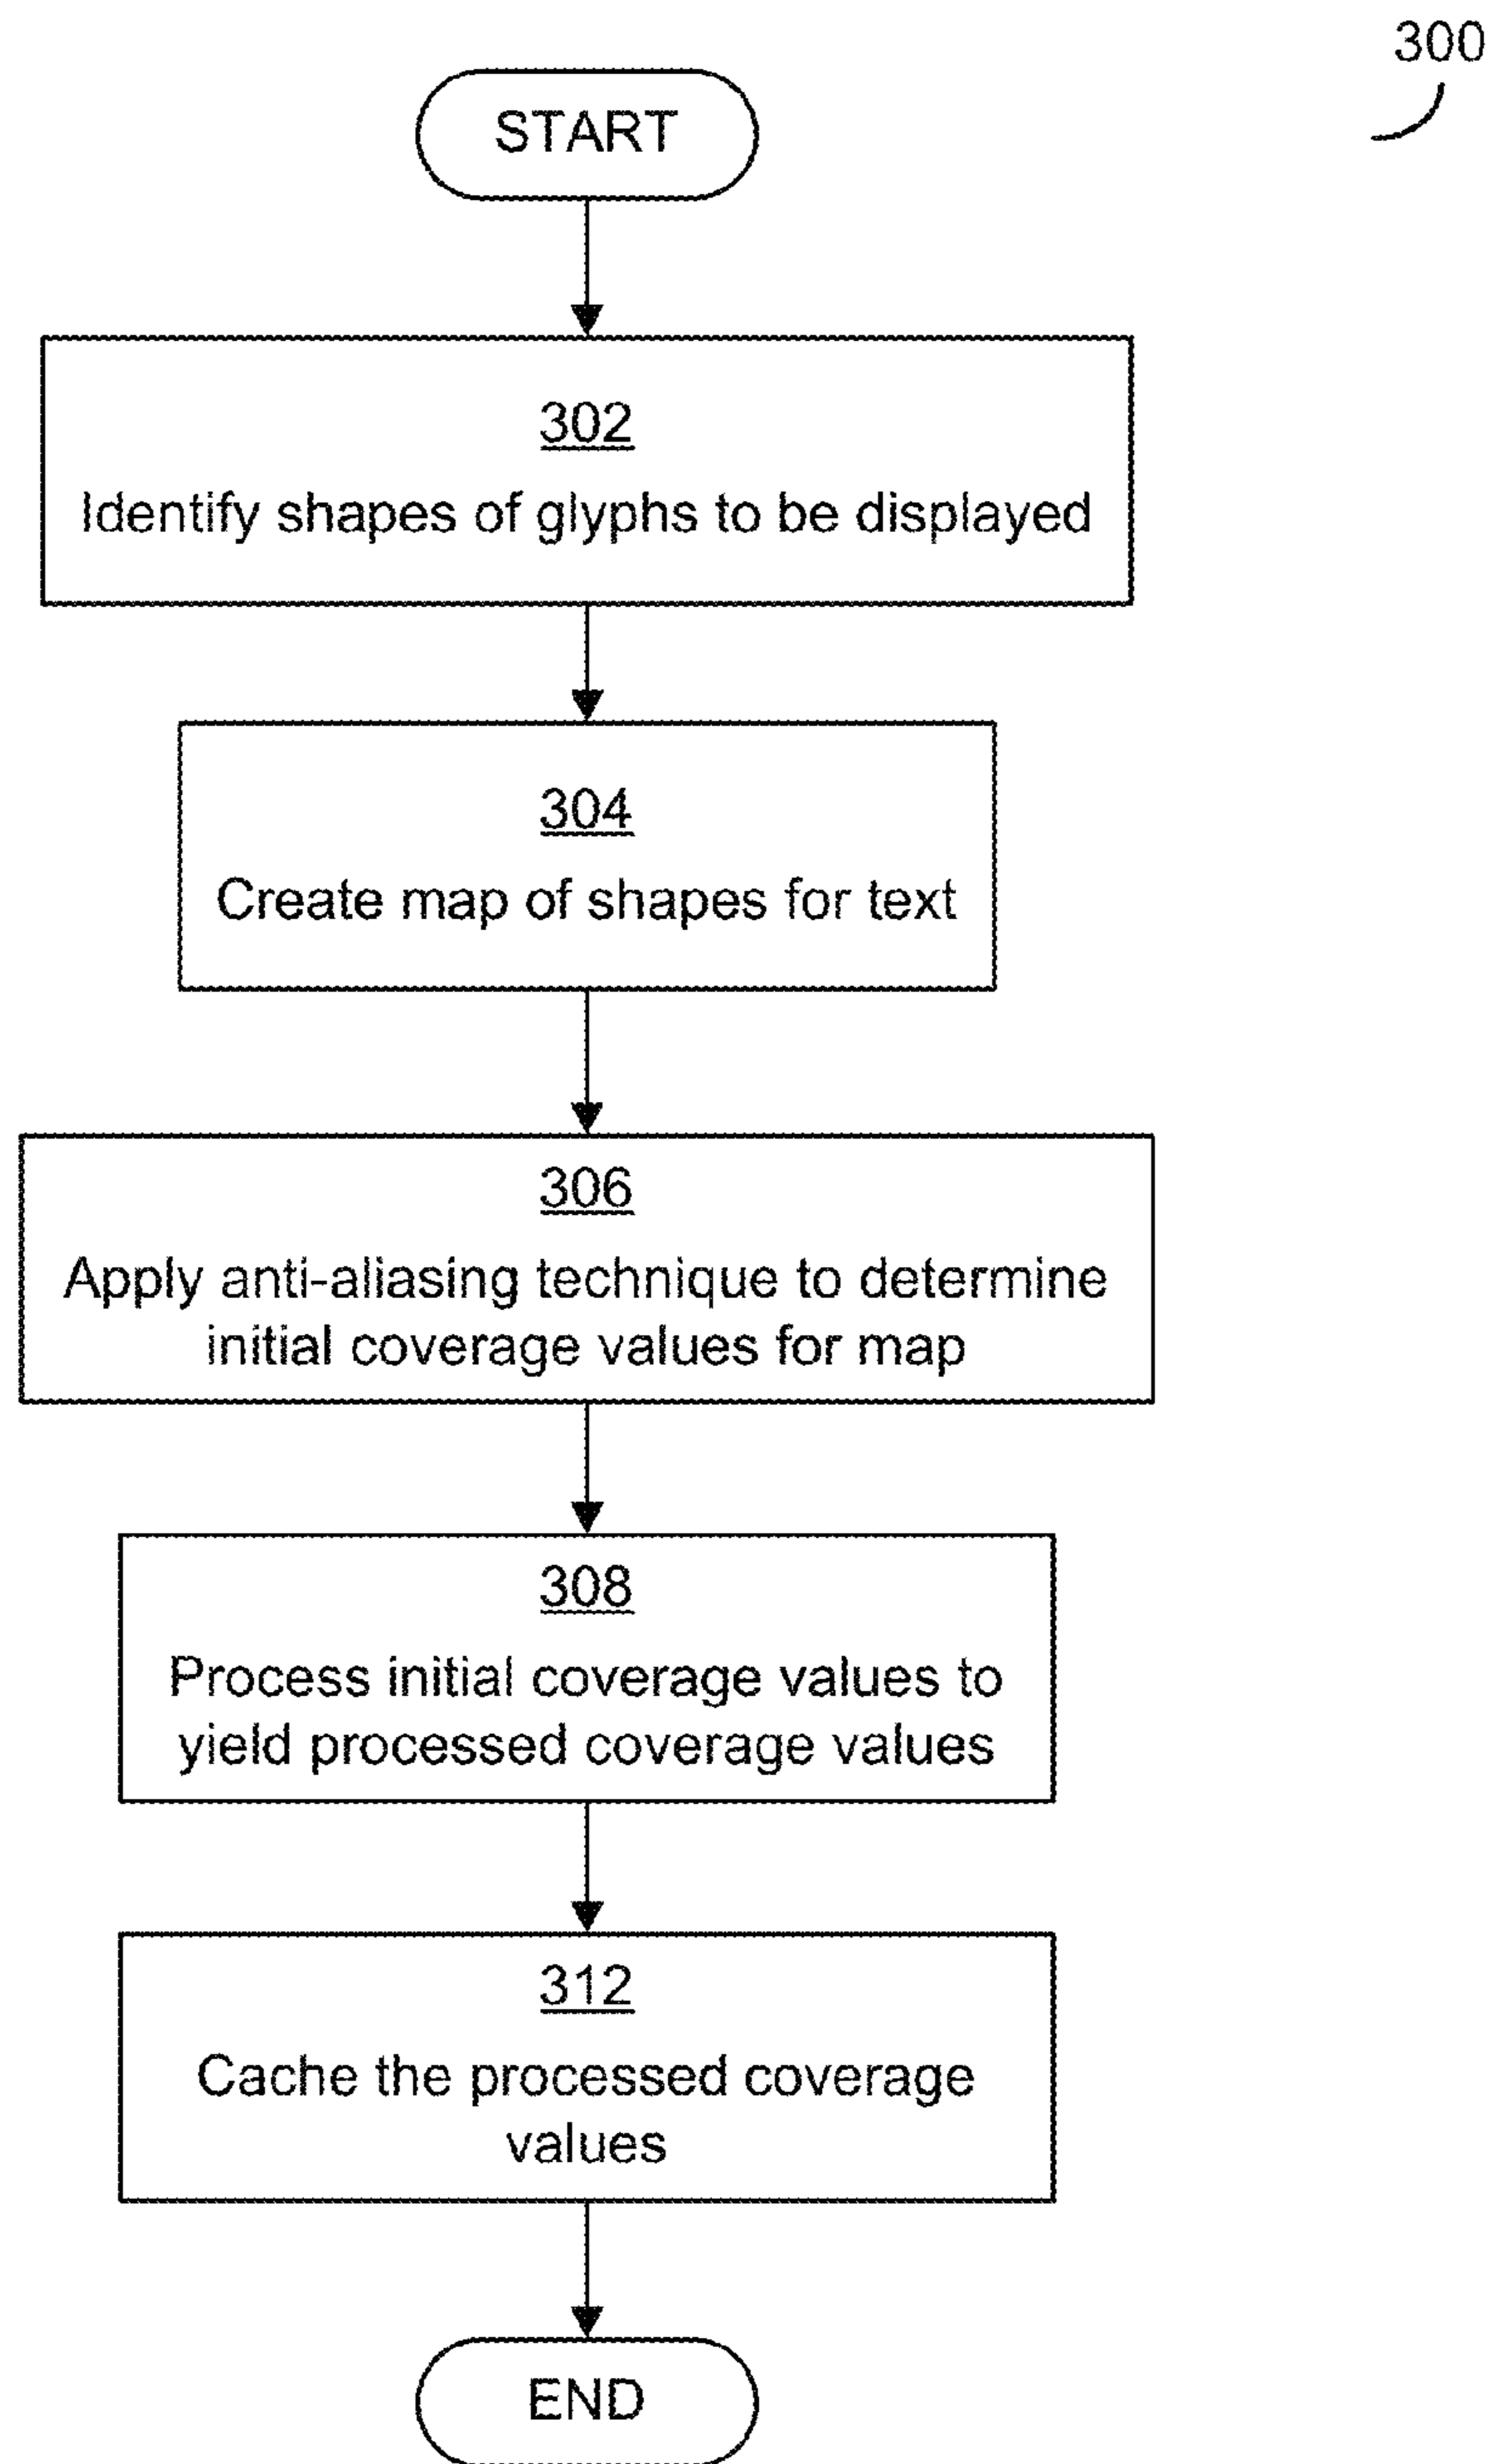 300
START
302
Identify shapes of glyphs to be displayed
304
Create map of shapes for text
306
Apply anti-aliasing technique to determine
initial coverage values for map
308
Process initial coverage values to
yield processed coverage values
312
Cache the processed coverage
values
END